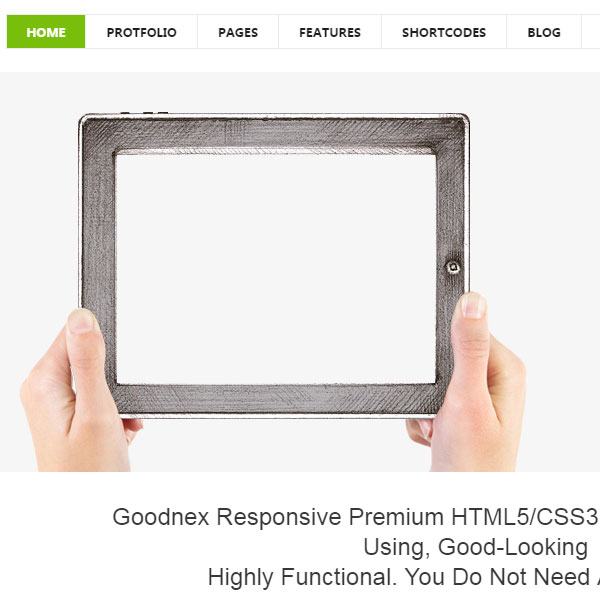 HOME PROTFOLIO PAGES FEATURES SHORTCODES BLOG
Goodnex Responsive Premium HTML5/CSS3
Using, Good-Looking
Highly Functional. You Do Not Need